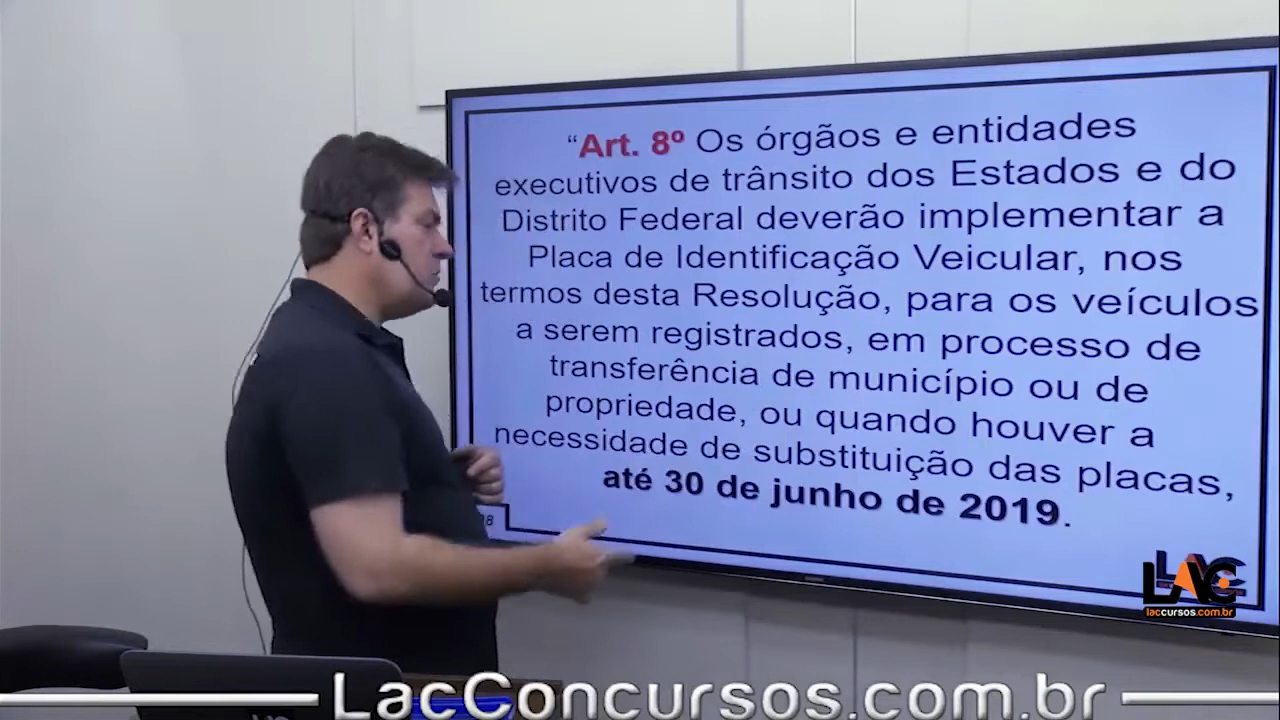 “Art. 8º Os órgãos e entidades
executivos de trânsito dos Estados e do
Distrito Federal deverão implementar a
Placa de Identificação Veicular, nos
termos desta Resolução, para os veículos
a serem registrados, em processo de
transferência de município ou de
propriedade, ou quando houver a
necessidade de substituição das placas,
até 30 de junho de 2019.
LAC
laccursos.com.br
LacConcursos.com.br